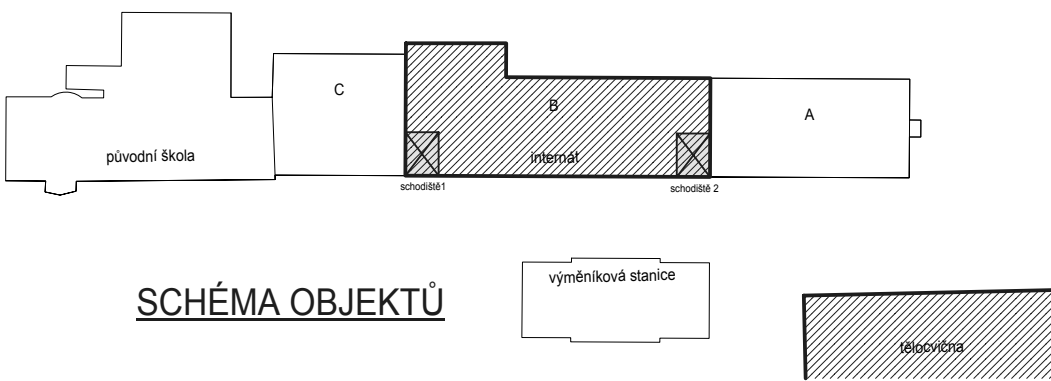 C
B
A
původní škola
internát
schodiště1
schodiště 2
výměníková stanice
SCHÉMA OBJEKTŮ
tělocvična